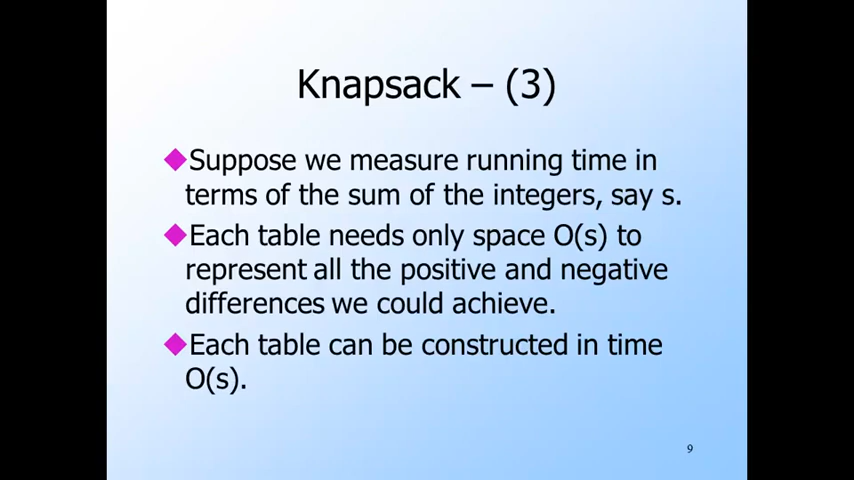 Knapsack – (3)
Suppose we measure running time in
terms of the sum of the integers, say s.
Each table needs only space O(s) to
represent all the positive and negative
differences we could achieve.
Each table can be constructed in time
O(s).
9